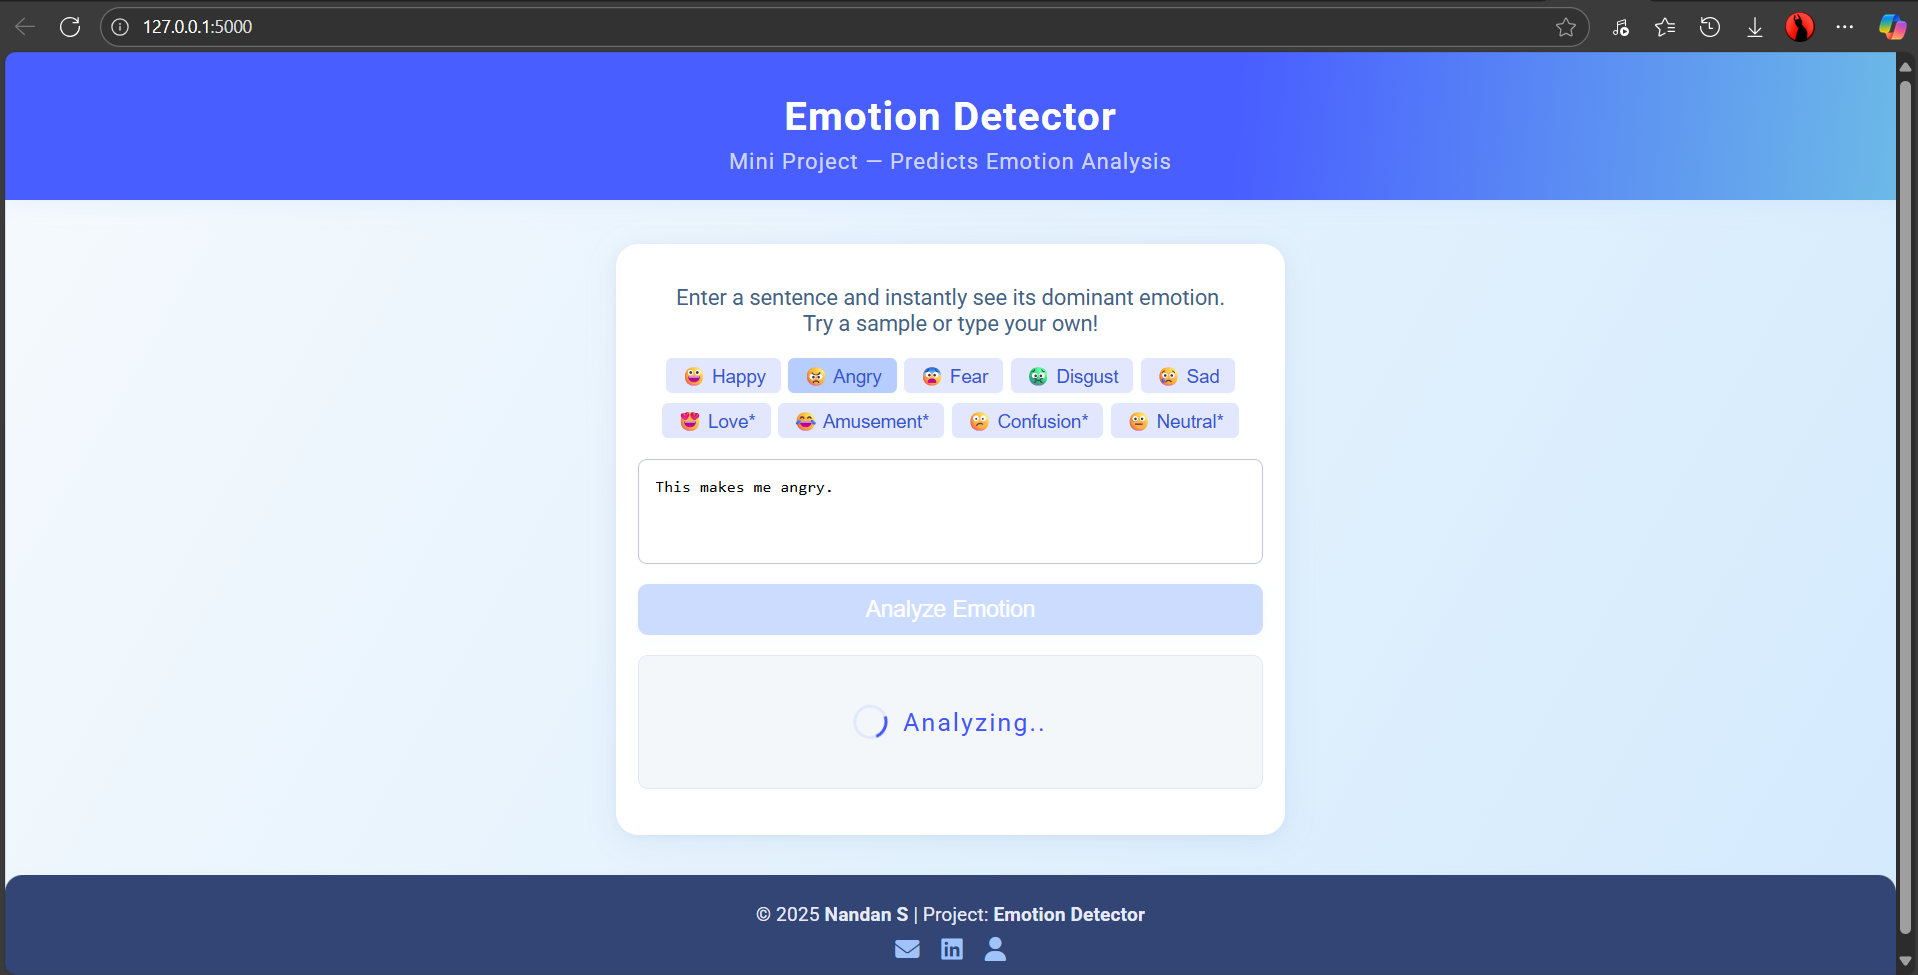 127.0.0.1:5000
Emotion Detector
Mini Project — Predicts Emotion Analysis
Enter a sentence and instantly see its dominant emotion.
Try a sample or type your own!
Happy Angry Fear Disgust Sad
Love* Amusement* Confusion* Neutral*
This makes me angry.
Analyze Emotion
Analyzing..
© 2025 Nandan S | Project: Emotion Detector
in